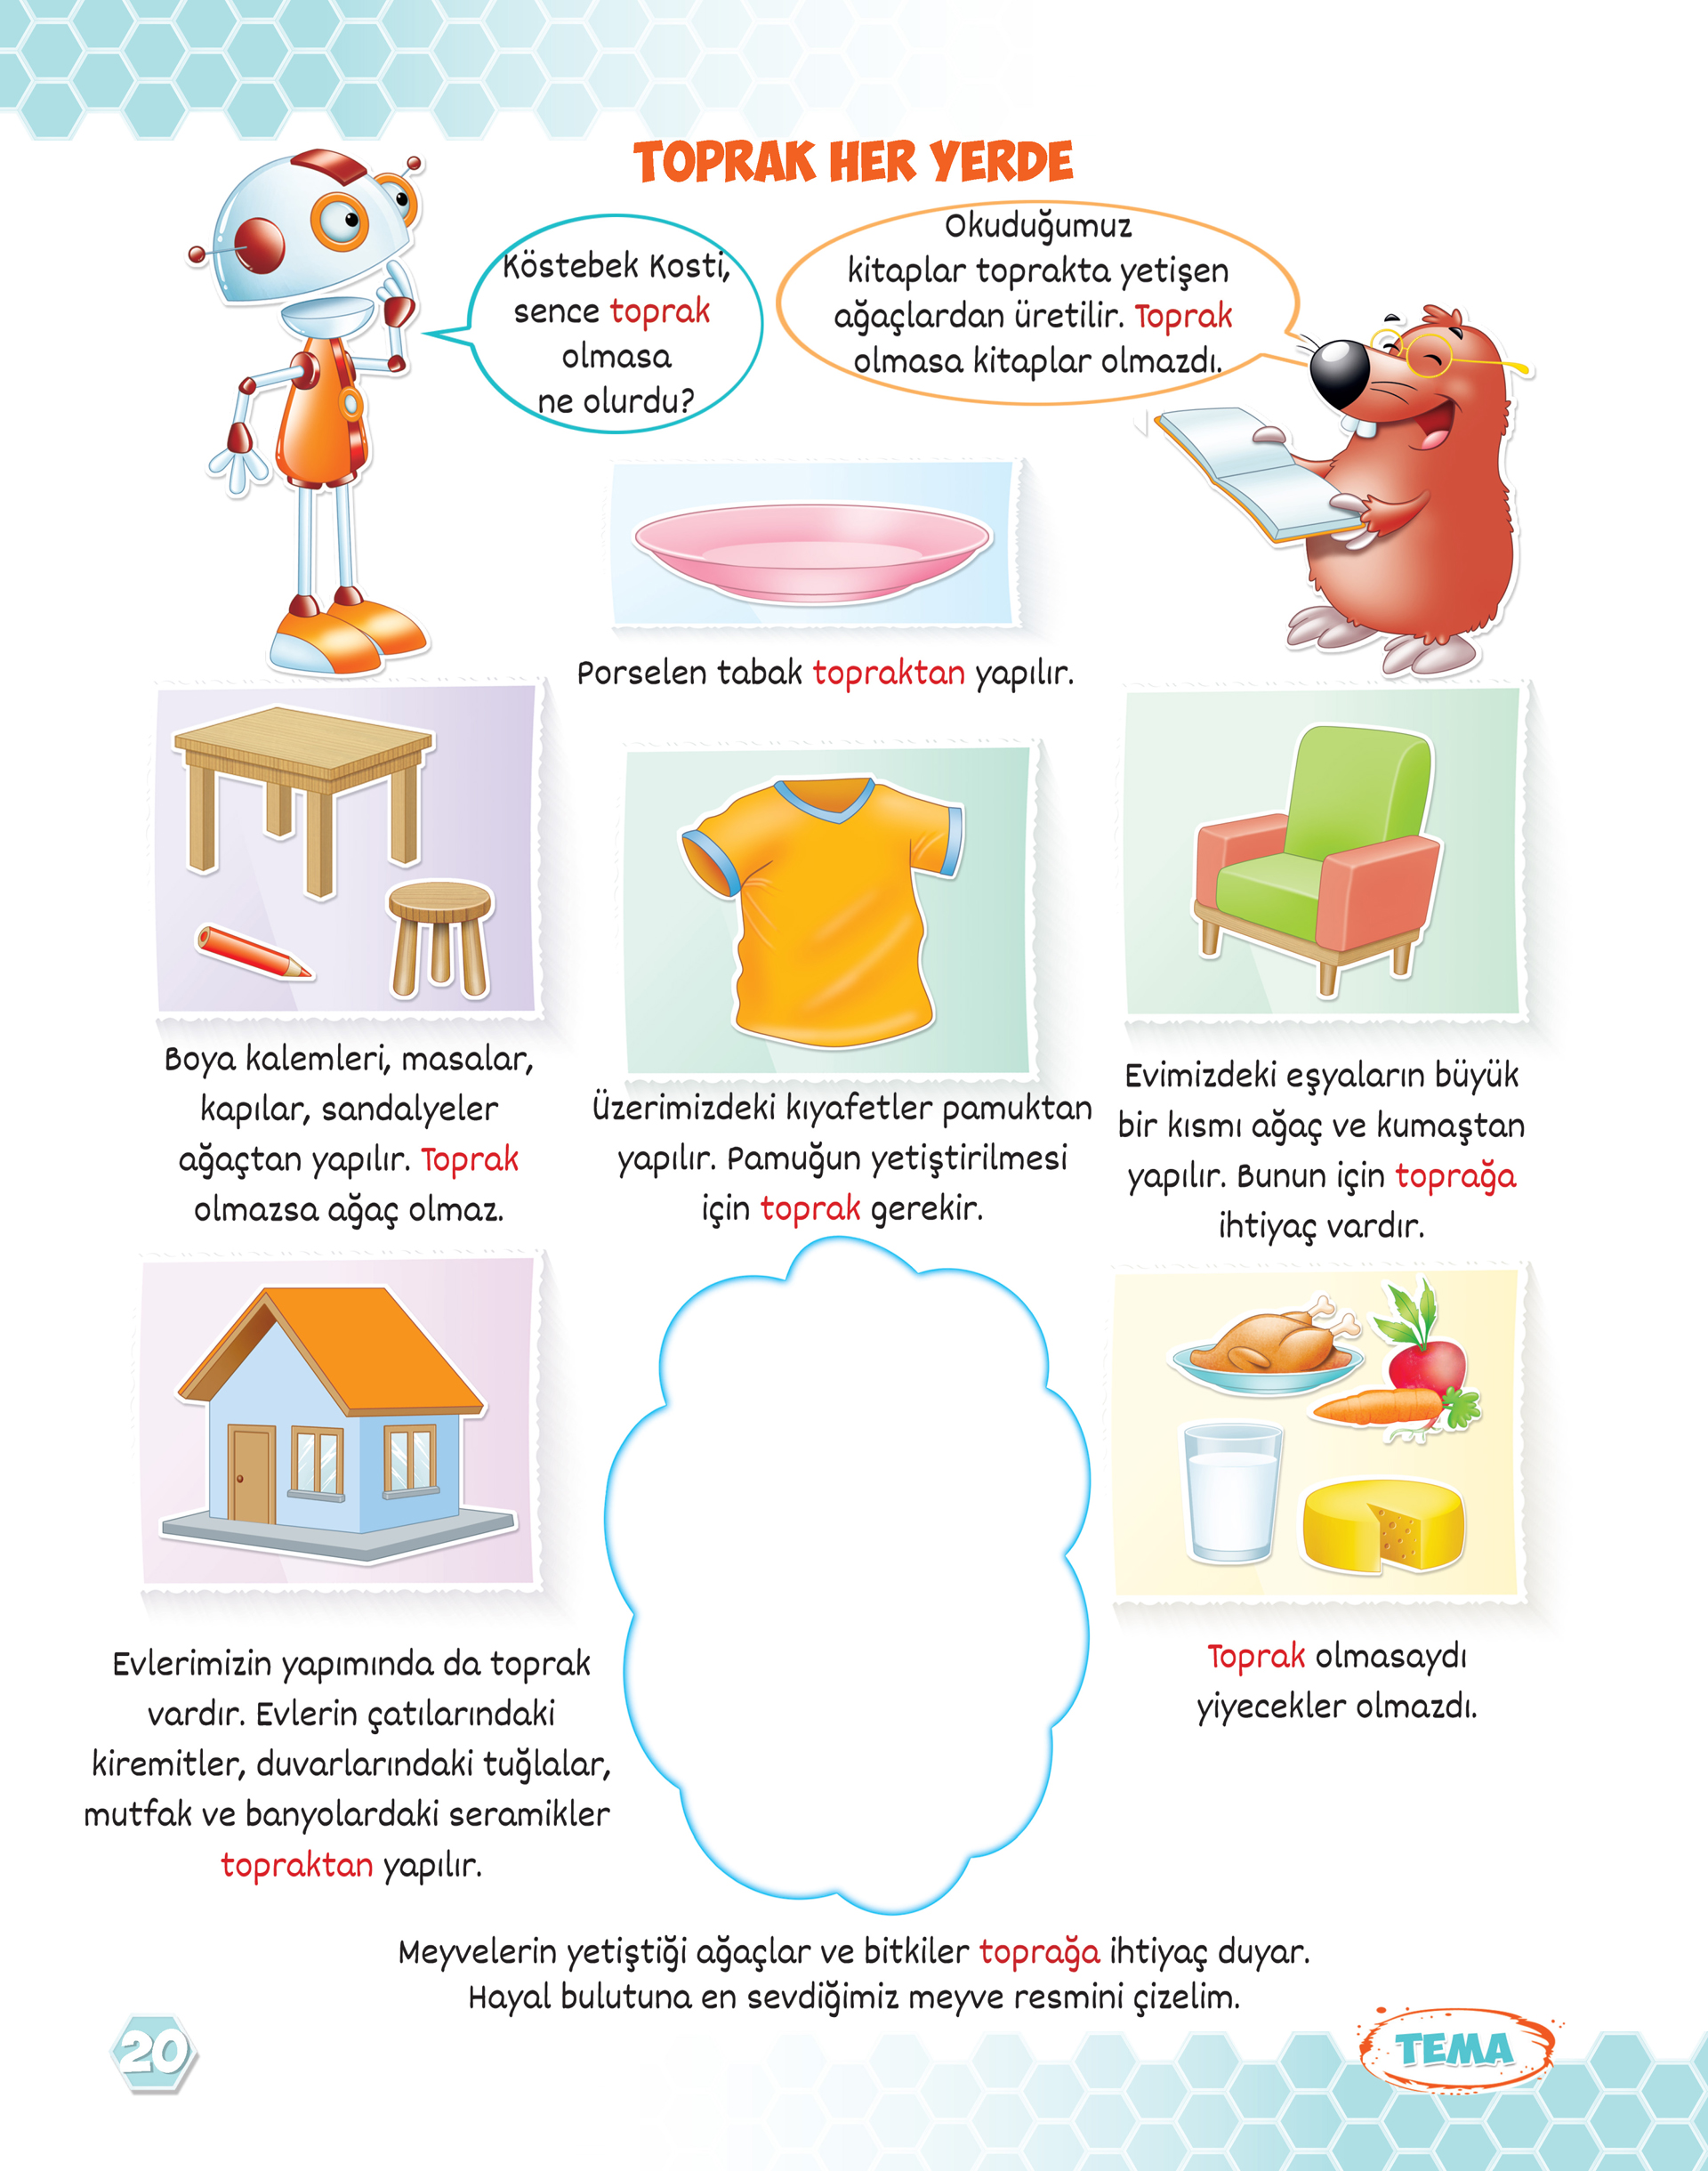 TOPRAK HER YERDE
Köstebek Kosti,
sence toprak
olmasa
ne olurdu?
Okuduğumuz
kitaplar toprakta yetişen
ağaçlardan üretilir. Toprak
olmasa kitaplar olmazdı.
Porselen tabak topraktan yapılır.
Boya kalemleri, masalar,
kapılar, sandalyeler
ağaçtan yapılır. Toprak
olmazsa ağaç olmaz.
Üzerimizdeki kıyafetler pamuktan
yapılır. Pamuğun yetiştirilmesi
için toprak gerekir.
Evimizdeki eşyaların büyük
bir kısmı ağaç ve kumaştan
yapılır. Bunun için toprağa
ihtiyaç vardır.
Evlerimizin yapımında da toprak
vardır. Evlerin çatılarındaki
kiremitler, duvarlarındaki tuğlalar,
mutfak ve banyolardaki seramikler
topraktan yapılır.
Toprak olmasaydı
yiyecekler olmazdı.
Meyvelerin yetiştiği ağaçlar ve bitkiler toprağa ihtiyaç duyar.
Hayal bulutuna en sevdiğimiz meyve resmini çizelim.
20
TEMA